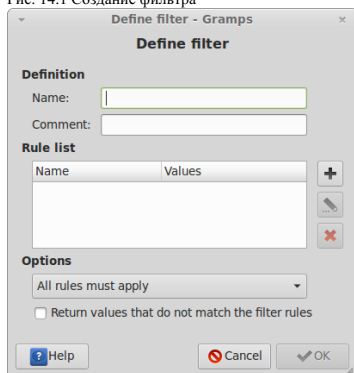 Рис. 14.1 Создание фильтра
Define filter - Gramps
Define filter
Definition
Name:
Comment:
Rule list
Name Values
Options
All rules must apply
Return values that do not match the filter rules
Help Cancel OK